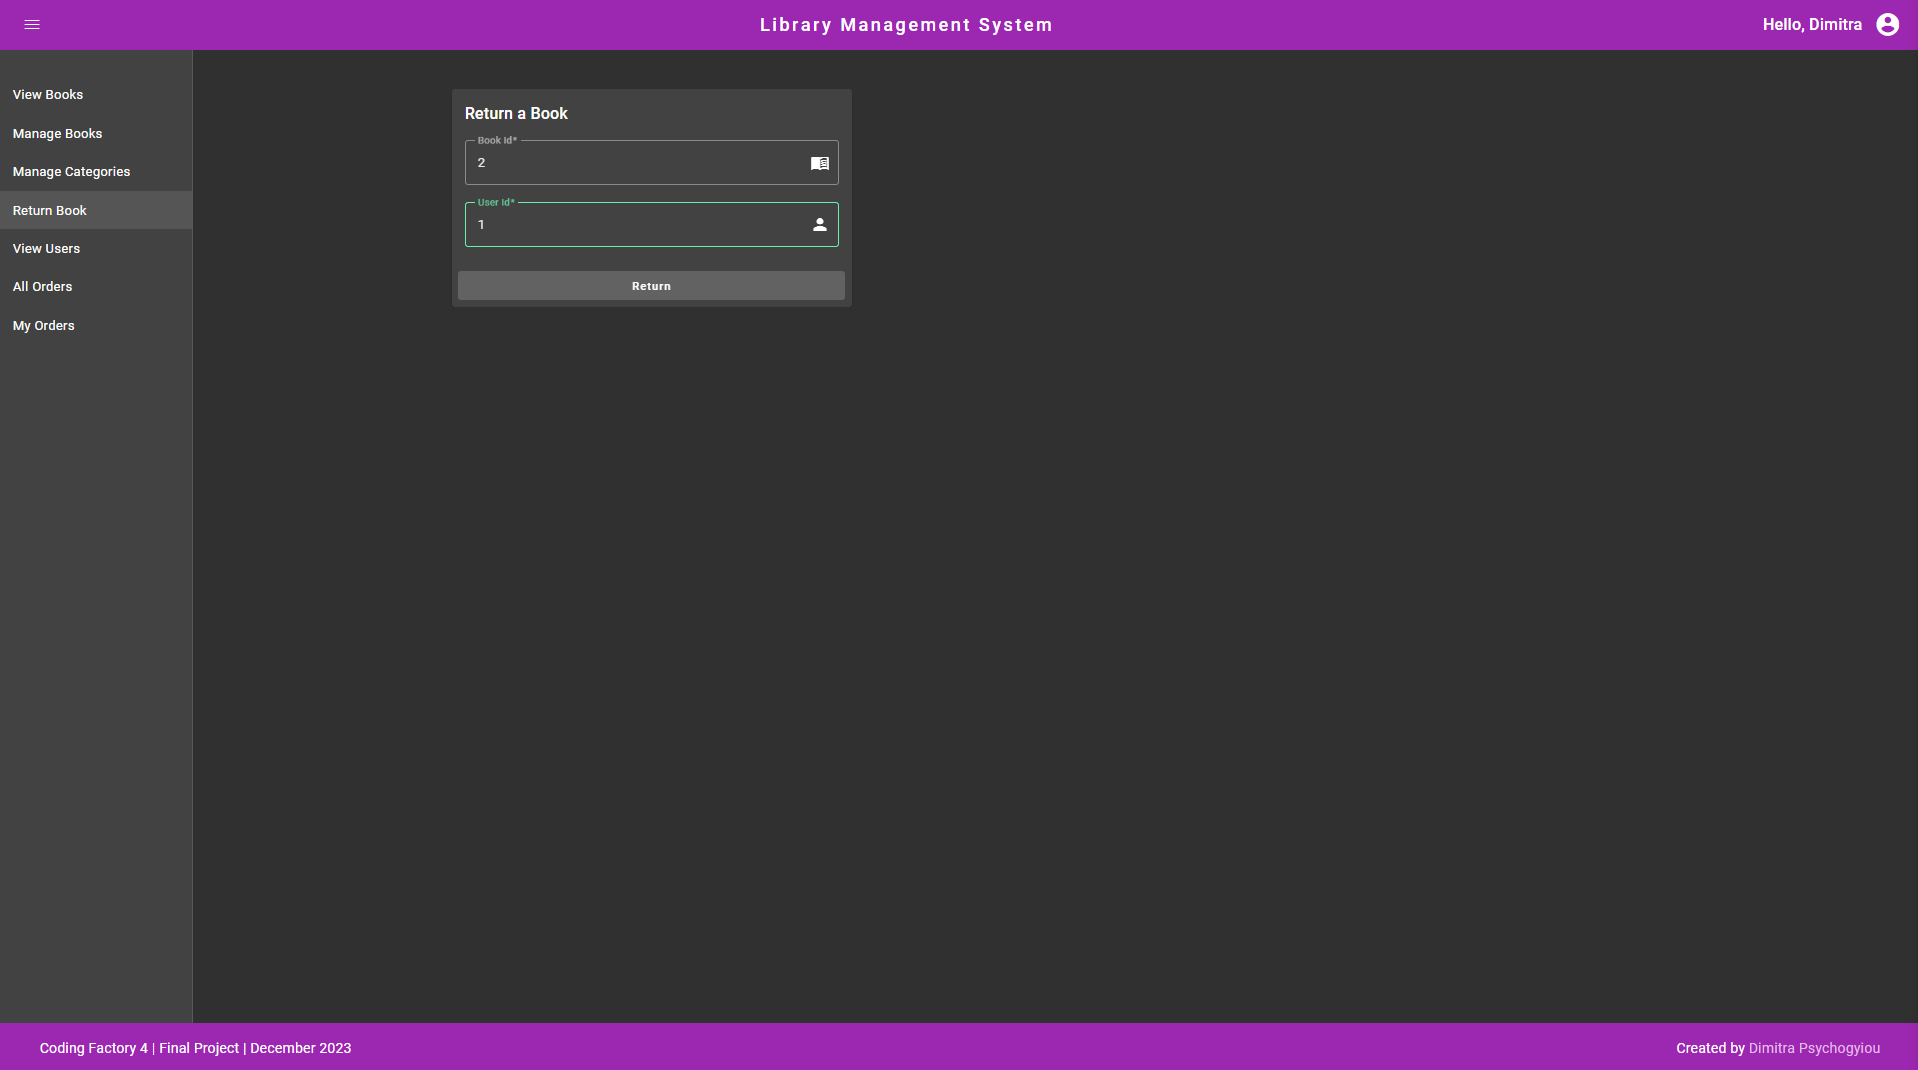 Library Management System
Hello, Dimitra
View Books
Manage Books
Manage Categories
Return Book
View Users
All Orders
My Orders
Return a Book
Book Id*
2
User Id*
1
Return
Coding Factory 4 | Final Project | December 2023
Created by Dimitra Psychogyiou